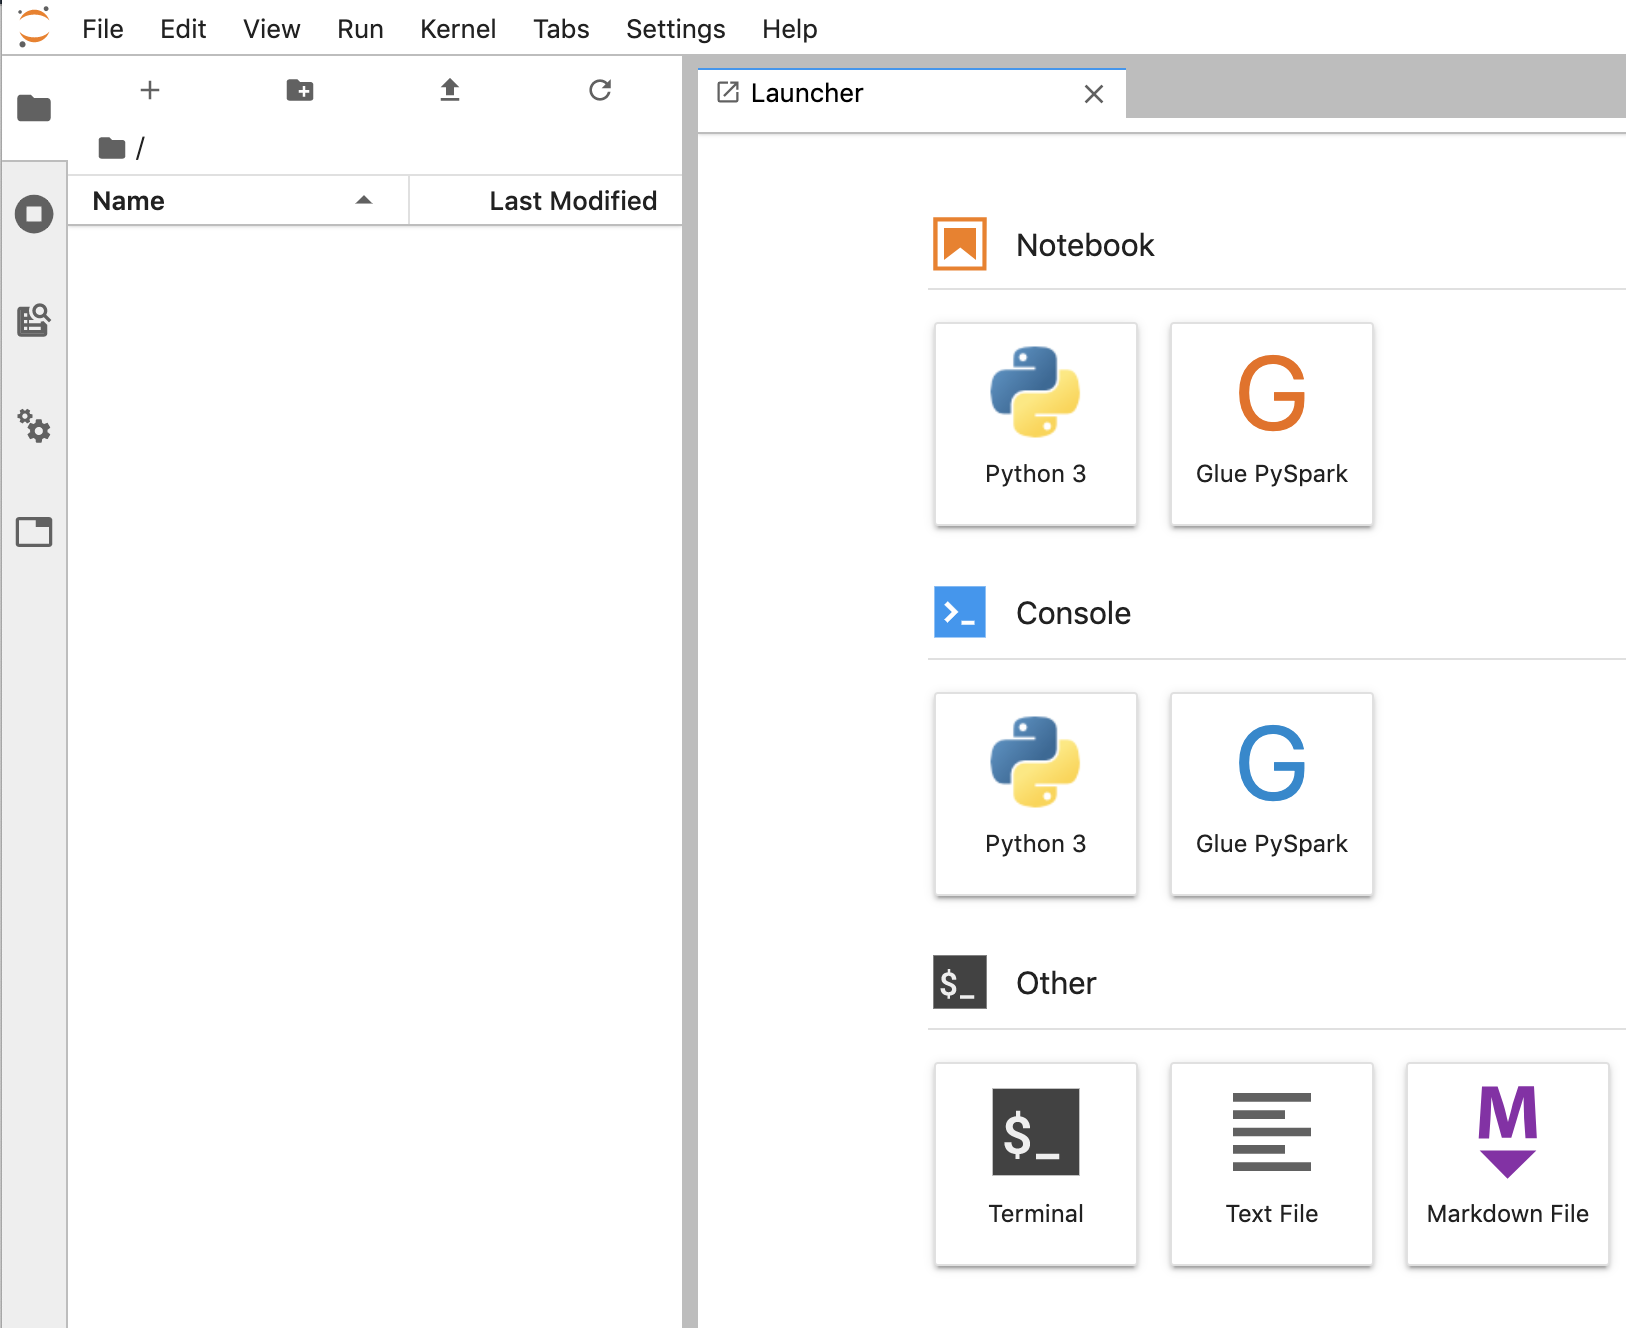 File Edit View Run Kernel Tabs Settings Help
/
Name Last Modified
Launcher
Notebook
Python 3 Glue PySpark
Console
Python 3 Glue PySpark
$_ Other
$_
Terminal Text File Markdown File